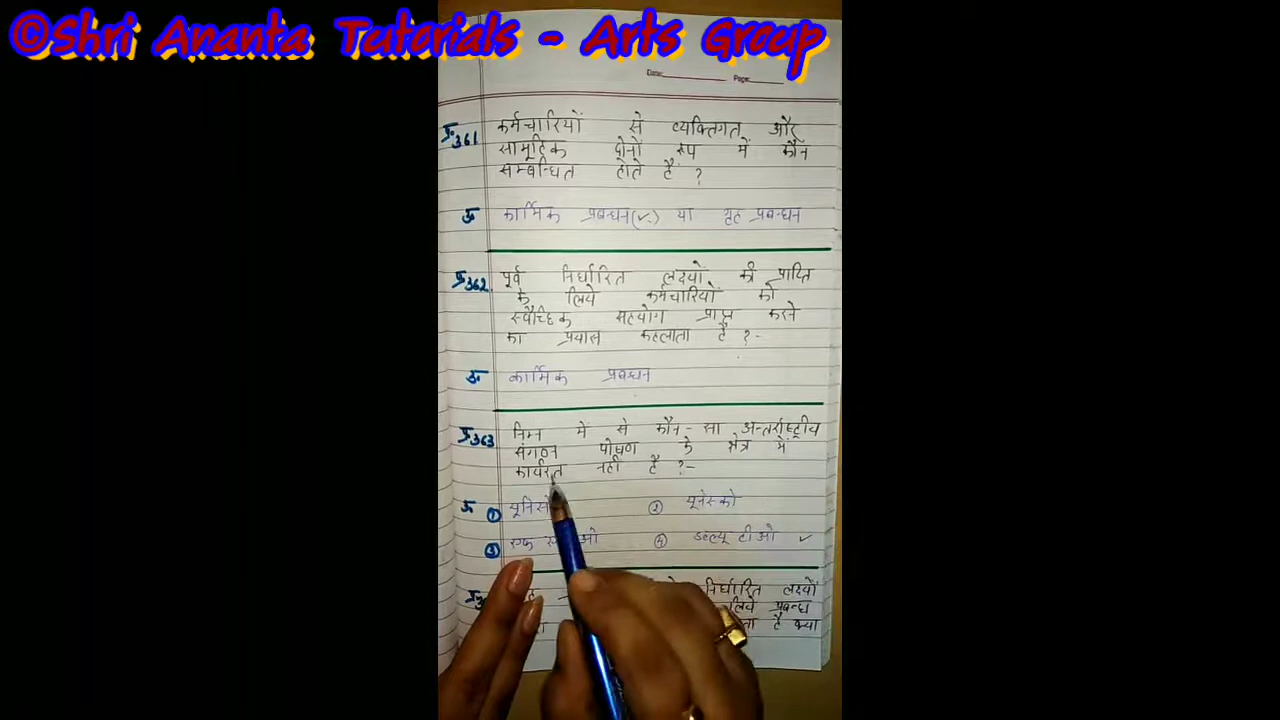 ©Shri Ananta Tutorials - Arts Group
Date: Page:
प्र.361 कर्मचारियों से व्यक्तिगत और
सामूहिक दोनों रूप में कौन
सम्बन्धित होते हैं ?
उ कार्मिक प्रबन्धन(✓.) या गृह प्रबन्धन
प्र362. पूर्व निर्धारित लक्ष्यों की प्राप्ति
के लिये कर्मचारियों को
स्वैच्छिक सहयोग प्राप्त करने
का प्रयास कहलाता है ?-
उ कार्मिक प्रबन्धन
प्र363 निम्न में से कौन-सा अन्तर्राष्ट्रीय
संगठन पोषण के क्षेत्र में
कार्यरत नहीं है ?-
उ ① ② यूनेस्को
③ ④ डब्ल्यू टी ओ ✓
निर्धारित लक्ष्यों
लिये प्रबन्ध
है क्या